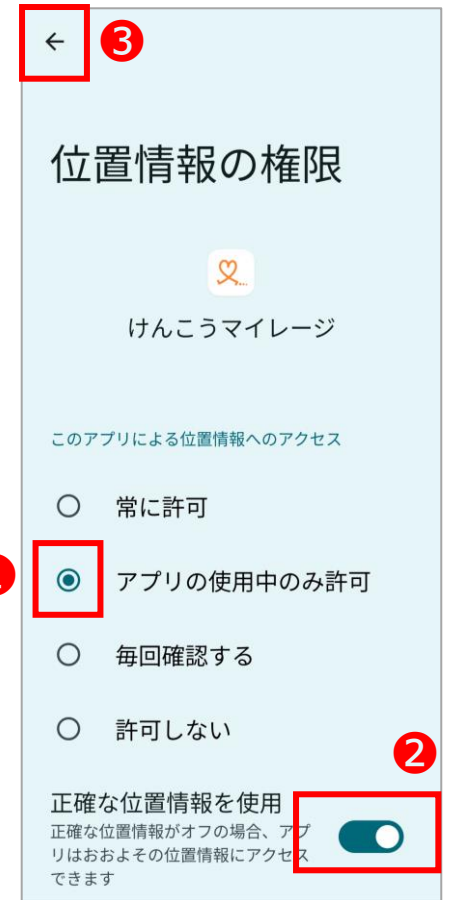 ← ❸
位置情報の権限
けんこうマイレージ
このアプリによる位置情報へのアクセス
常に許可
アプリの使用中のみ許可
毎回確認する
許可しない
❷
正確な位置情報を使用
正確な位置情報がオフの場合、アプ
リはおおよその位置情報にアクセス
できます